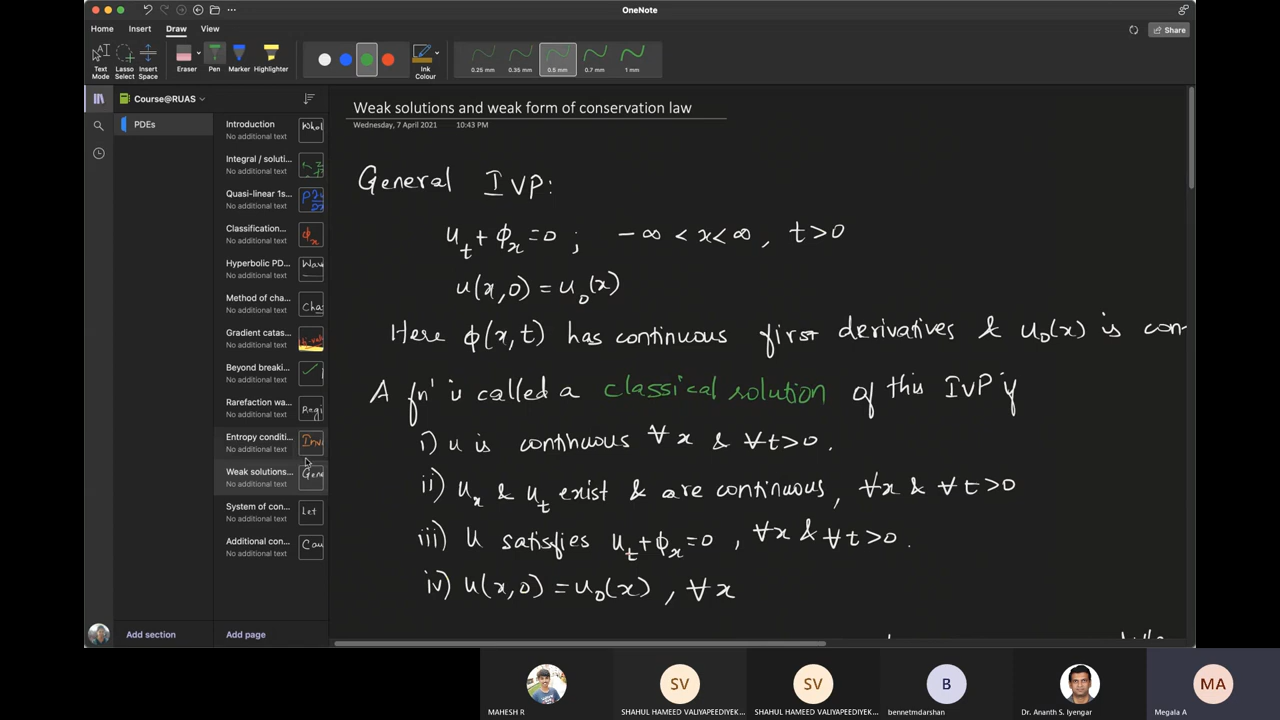 OneNote
Home Insert Draw View
Share
Text Mode
Lasso Select
Insert Space
Eraser
Pen
Marker
Highlighter
Ink Colour
0.25 mm 0.35 mm 0.5 mm 0.7 mm 1 mm
Course@RUAS
PDEs
Introduction
No additional text
Integral / soluti...
No additional text
Quasi-linear 1s...
No additional text
Classification...
No additional text
Hyperbolic PD...
No additional text
Method of cha...
No additional text
Gradient catas...
No additional text
Beyond breaki...
No additional text
Rarefaction wa...
No additional text
Entropy conditi...
No additional text
Weak solutions...
No additional text
System of con...
No additional text
Additional con...
No additional text
Add section
Add page
Weak solutions and weak form of conservation law
Wednesday, 7 April 2021 10:43 PM
General IVP:
u_t + ϕ_x = 0 ; -∞ < x < ∞, t > 0
u(x,0) = u_0(x)
Here ϕ(x,t) has continuous first derivatives & u_0(x) is con
A fn' is called a classical solution of this IVP if
i) u is continuous ∀ x & ∀ t > 0.
ii) u_x & u_t exist & are continuous, ∀x & ∀ t > 0
iii) u satisfies u_t + ϕ_x = 0 , ∀x & ∀ t > 0 .
iv) u(x,0) = u_0(x) , ∀ x
MAHESH R
SV
SHAHUL HAMEED VALIYAPEEDIYEK...
SV
SHAHUL HAMEED VALIYAPEEDIYEK...
B
bennetmdarshan
Dr. Ananth S. Iyengar
MA
Megala A